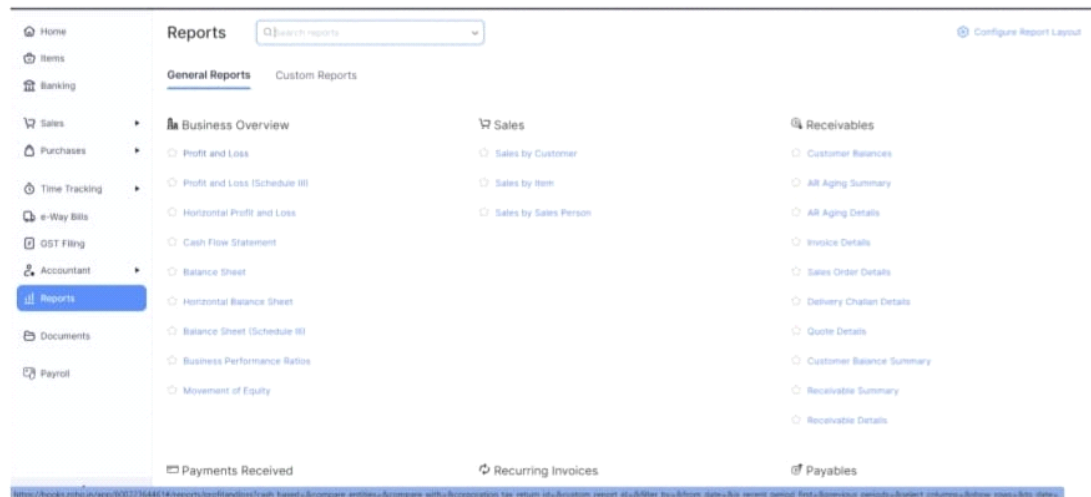 Home
Items
Banking
Sales
Purchases
Time Tracking
e-Way Bills
GST Filing
Accountant
Reports
Documents
Payroll
Reports
Search reports
Configure Report Layout
General Reports
Custom Reports
Business Overview
Profit and Loss
Profit and Loss (Schedule III)
Horizontal Profit and Loss
Cash Flow Statement
Balance Sheet
Horizontal Balance Sheet
Balance Sheet (Schedule III)
Business Performance Ratios
Movement of Equity
Sales
Sales by Customer
Sales by Item
Sales by Sales Person
Receivables
Customer Balances
AR Aging Summary
AR Aging Details
Invoice Details
Sales Order Details
Delivery Challan Details
Quote Details
Customer Balance Summary
Receivable Summary
Receivable Details
Payments Received
Recurring Invoices
Payables